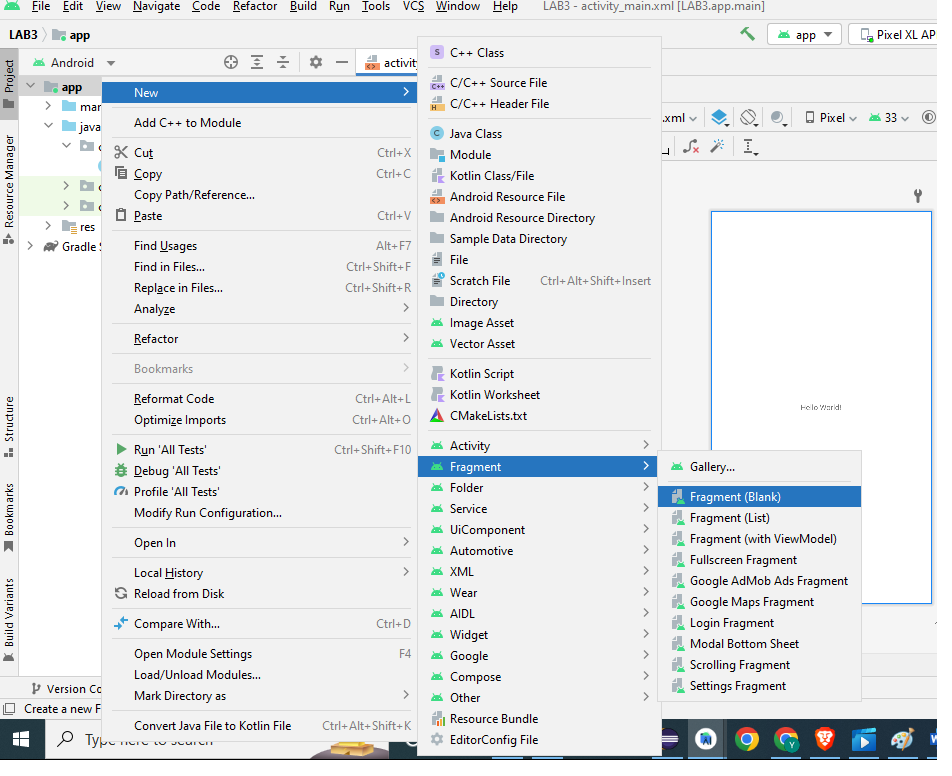 File Edit View Navigate Code Refactor Build Run Tools VCS Window Help LAB3 - activity_main.xml [LAB3.app.main]
LAB3 app
app
Pixel XL AP
Android
activity
.xml
Pixel
33
Project
Resource Manager
Structure
Bookmarks
Build Variants
app
mar
java
res
Gradle S
Version Co
Create a new F
New
Add C++ to Module
Cut Ctrl+X
Copy Ctrl+C
Copy Path/Reference...
Paste Ctrl+V
Find Usages Alt+F7
Find in Files... Ctrl+Shift+F
Replace in Files... Ctrl+Shift+R
Analyze
Refactor
Bookmarks
Reformat Code Ctrl+Alt+L
Optimize Imports Ctrl+Alt+O
Run 'All Tests' Ctrl+Shift+F10
Debug 'All Tests'
Profile 'All Tests'
Modify Run Configuration...
Open In
Local History
Reload from Disk
Compare With... Ctrl+D
Open Module Settings F4
Load/Unload Modules...
Mark Directory as
Convert Java File to Kotlin File Ctrl+Alt+Shift+K
S C++ Class
C/C++ Source File
C/C++ Header File
C Java Class
Module
Kotlin Class/File
Android Resource File
Android Resource Directory
Sample Data Directory
File
Scratch File Ctrl+Alt+Shift+Insert
Directory
Image Asset
Vector Asset
Kotlin Script
Kotlin Worksheet
CMakeLists.txt
Activity
Fragment
Folder
Service
UiComponent
Automotive
XML
Wear
AIDL
Widget
Google
Compose
Other
Resource Bundle
EditorConfig File
Gallery...
Fragment (Blank)
Fragment (List)
Fragment (with ViewModel)
Fullscreen Fragment
Google AdMob Ads Fragment
Google Maps Fragment
Login Fragment
Modal Bottom Sheet
Scrolling Fragment
Settings Fragment
Hello World!
Type here to search